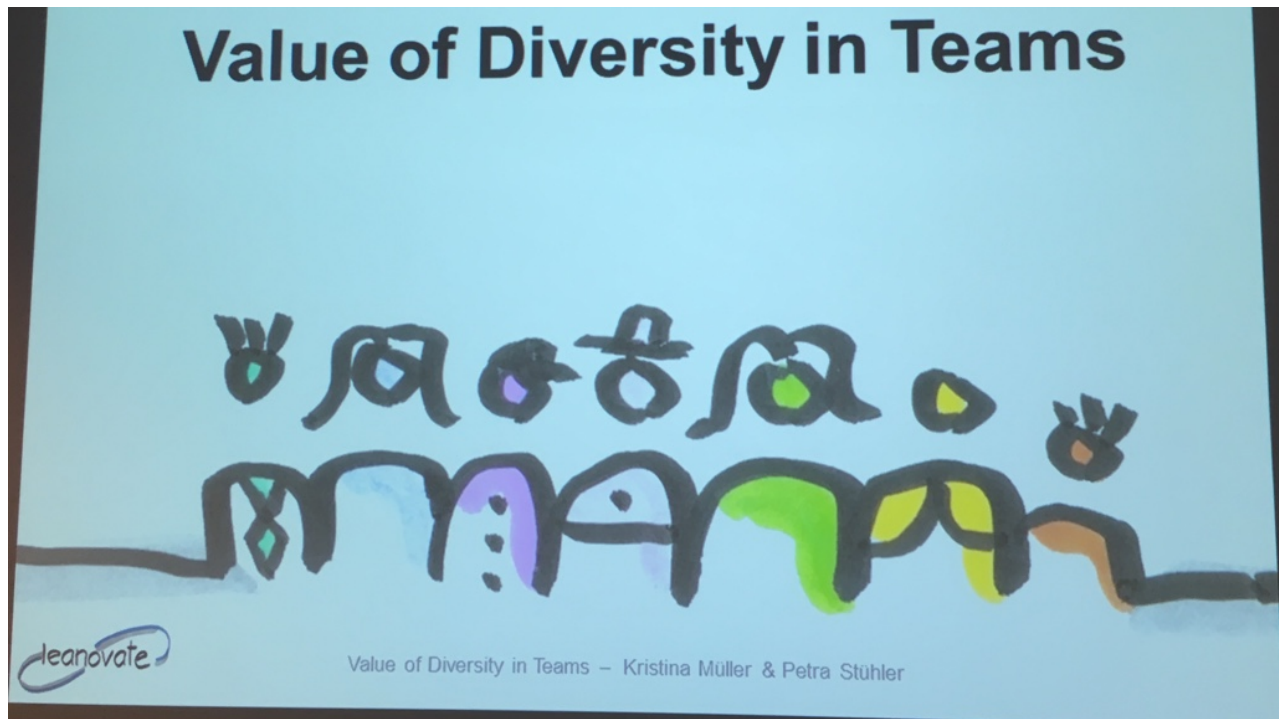 Value of Diversity in Teams
leanovate
Value of Diversity in Teams – Kristina Müller & Petra Stühler